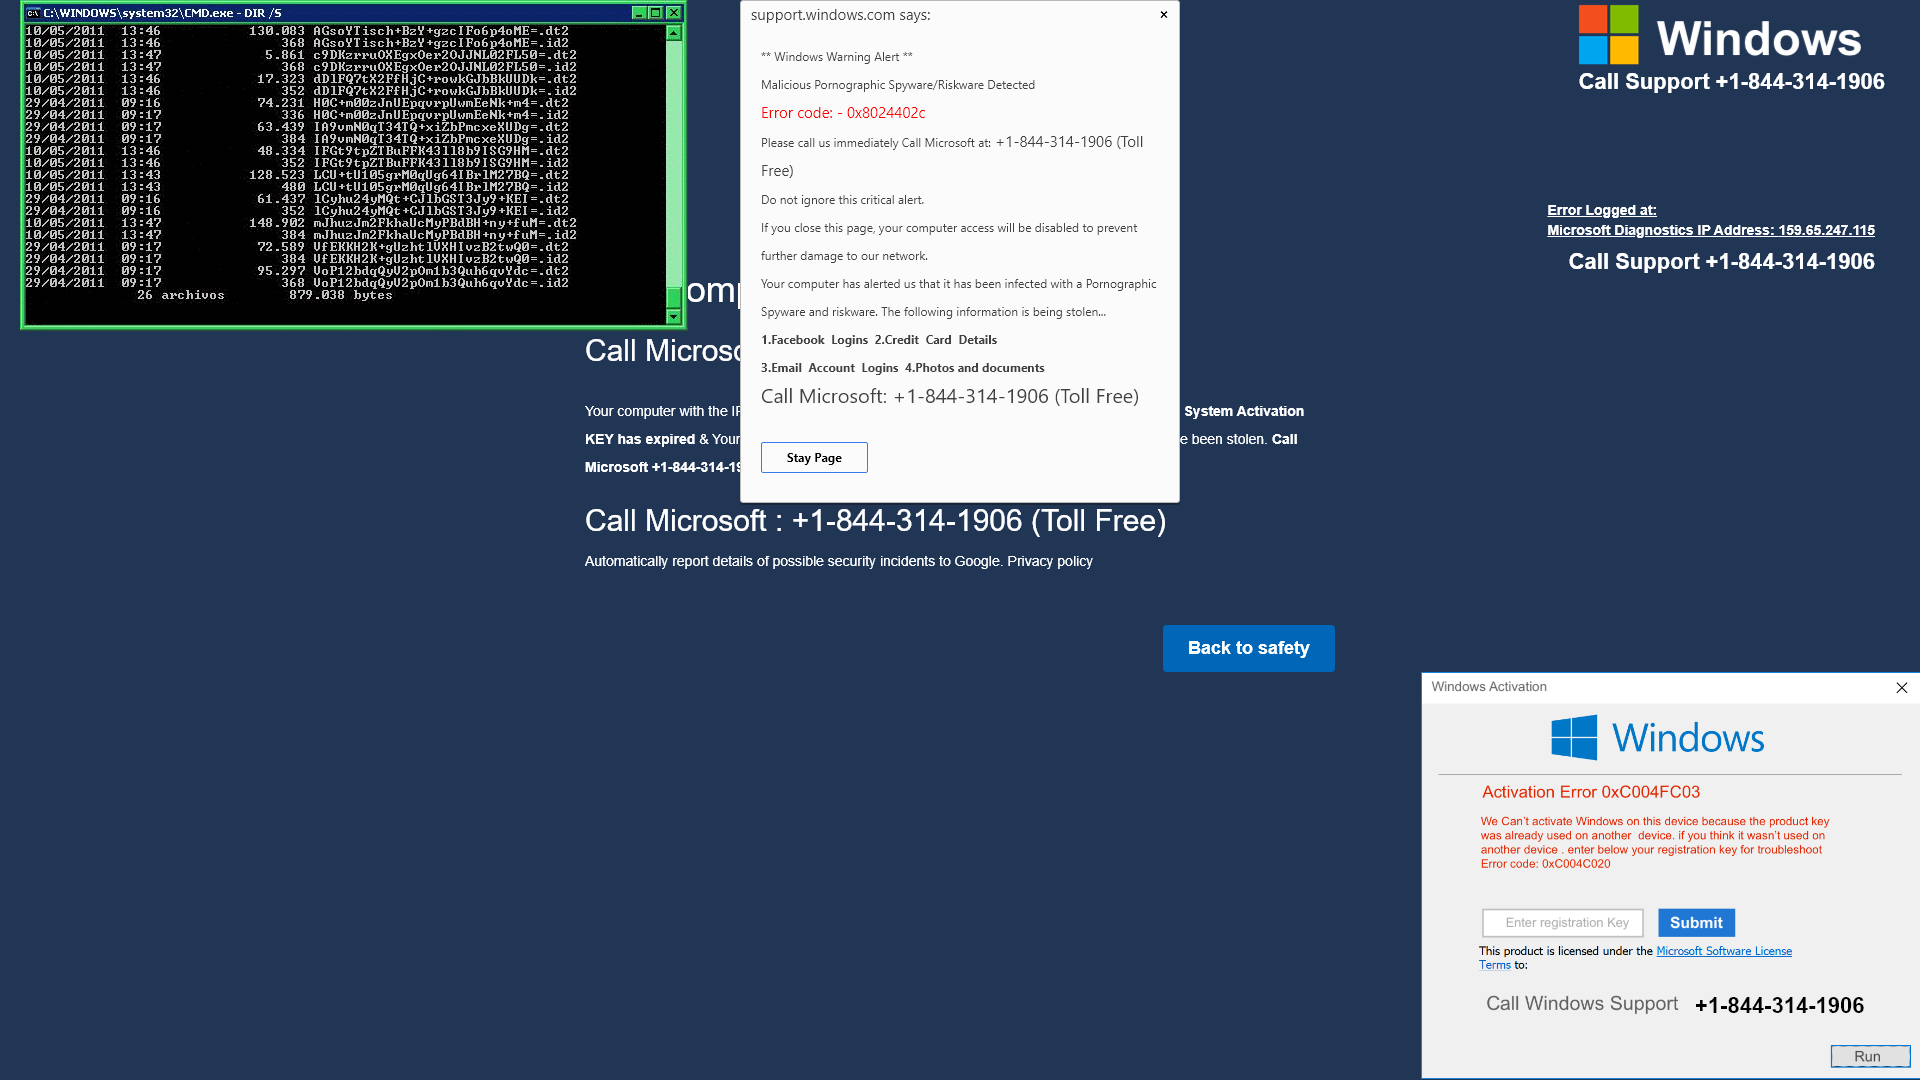 C:\WINDOWS\system32\CMD.exe - DIR /S
10/05/2011 13:46 130.083 AGsoYTisch+BzY+gzcIFo6p4oME=.dt2
10/05/2011 13:46 368 AGsoYTisch+BzY+gzcIFo6p4oME=.id2
10/05/2011 13:47 5.861 c9DKzrruOXEgxOer2OJJNL02FL50=.dt2
10/05/2011 13:47 368 c9DKzrruOXEgxOer2OJJNL02FL50=.id2
10/05/2011 13:46 17.323 dDlFQ7tX2FfHjC+rowkGJbBkUUDk=.dt2
10/05/2011 13:46 352 dDlFQ7tX2FfHjC+rowkGJbBkUUDk=.id2
29/04/2011 09:16 74.231 H0C+m00zJnUEpqvrpUwmEeNk+m4=.dt2
29/04/2011 09:17 336 H0C+m00zJnUEpqvrpUwmEeNk+m4=.id2
29/04/2011 09:17 63.439 IA9vmN0qT34TQ+xiZbPmcxeXUDg=.dt2
29/04/2011 09:17 384 IA9vmN0qT34TQ+xiZbPmcxeXUDg=.id2
10/05/2011 13:46 48.334 IFGt9tpZTBuFFK43ll8b9ISG9HM=.dt2
10/05/2011 13:46 352 IFGt9tpZTBuFFK43ll8b9ISG9HM=.id2
10/05/2011 13:43 128.523 LCU+tU105grM0qUg64IBrlM27BQ=.dt2
10/05/2011 13:43 480 LCU+tU105grM0qUg64IBrlM27BQ=.id2
29/04/2011 09:16 61.437 lCyhu24yMQt+CJlbGST3Jy9+KEI=.dt2
29/04/2011 09:16 352 lCyhu24yMQt+CJlbGST3Jy9+KEI=.id2
10/05/2011 13:47 148.902 mJhuzJm2FkhaUcMyPBdBH+ny+fuM=.dt2
10/05/2011 13:47 384 mJhuzJm2FkhaUcMyPBdBH+ny+fuM=.id2
29/04/2011 09:17 72.589 VfEKKH2K+gUzhtlVXHIvzB2twQ0=.dt2
29/04/2011 09:17 384 VfEKKH2K+gUzhtlVXHIvzB2twQ0=.id2
29/04/2011 09:17 95.297 VoP12bdqQyV2pOm1b3Quh6qvYdc=.dt2
29/04/2011 09:17 368 VoP12bdqQyV2pOm1b3Quh6qvYdc=.id2
26 archivos 879.038 bytes
support.windows.com says:
** Windows Warning Alert **
Malicious Pornographic Spyware/Riskware Detected
Error code: - 0x8024402c
Please call us immediately Call Microsoft at: +1-844-314-1906 (Toll
Free)
Do not ignore this critical alert.
If you close this page, your computer access will be disabled to prevent
further damage to our network.
Your computer has alerted us that it has been infected with a Pornographic
Spyware and riskware. The following information is being stolen...
1.Facebook Logins 2.Credit Card Details
3.Email Account Logins 4.Photos and documents
Call Microsoft: +1-844-314-1906 (Toll Free)
Stay Page
Windows
Call Support +1-844-314-1906
Error Logged at:
Microsoft Diagnostics IP Address: 159.65.247.115
Call Support +1-844-314-1906
Call
Your computer with the System Activation
KEY has expired & Your been stolen. Call
Microsoft
Call Microsoft : +1-844-314-1906 (Toll Free)
Automatically report details of possible security incidents to Google. Privacy policy
Back to safety
Windows Activation
Windows
Activation Error 0xC004FC03
We Can't activate Windows on this device because the product key
was already used on another device. if you think it wasn't used on
another device . enter below your registration key for troubleshoot
Error code: 0xC004C020
Enter registration Key
Submit
This product is licensed under the Microsoft Software License
Terms to:
Call Windows Support +1-844-314-1906
Run